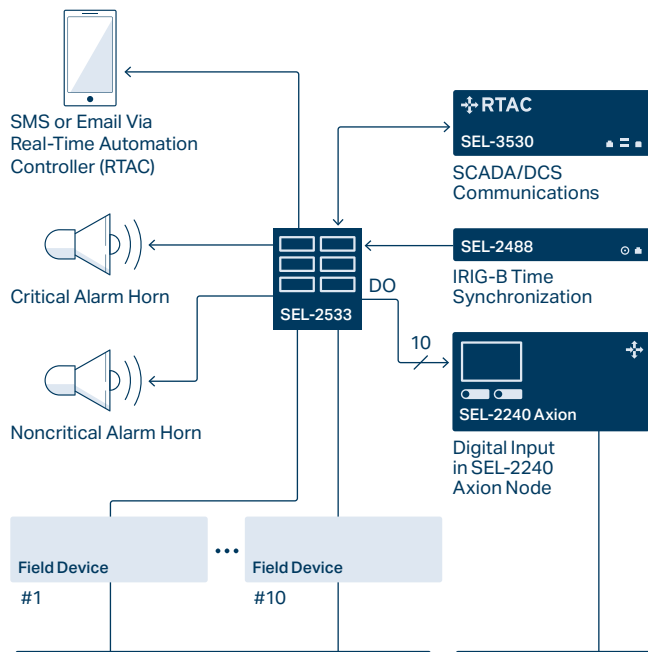 SMS or Email Via
Real-Time Automation
Controller (RTAC)
RTAC
SEL-3530
SCADA/DCS
Communications
Critical Alarm Horn
SEL-2533
DO
SEL-2488
IRIG-B Time
Synchronization
10
Noncritical Alarm Horn
SEL-2240 Axion
Digital Input
in SEL-2240
Axion Node
Field Device
#1
Field Device
#10